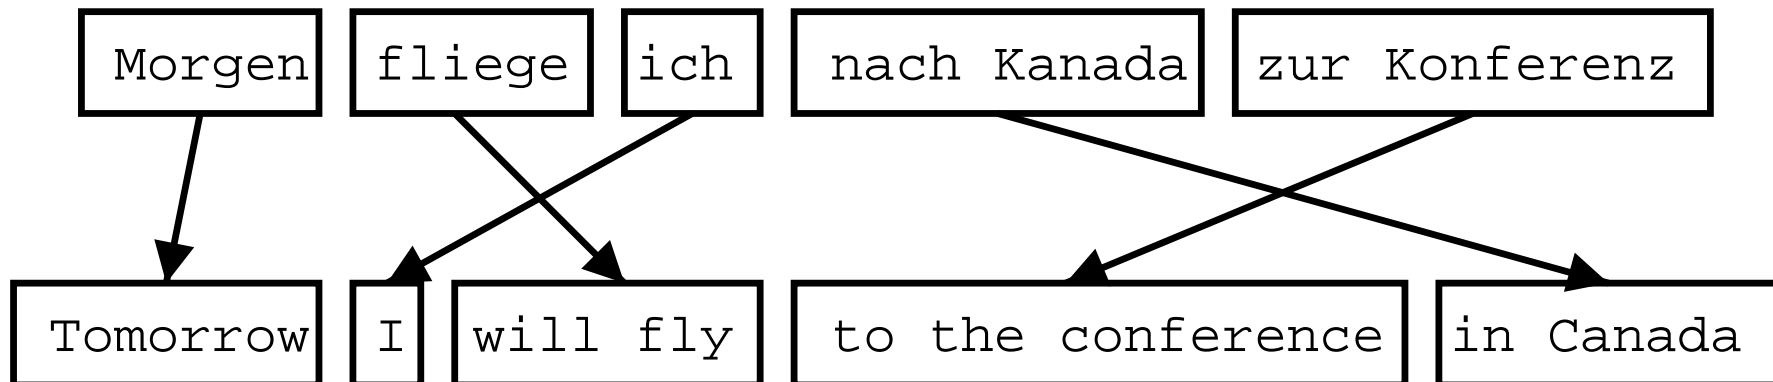 Morgen fliege ich nach Kanada zur Konferenz
Tomorrow I will fly to the conference in Canada